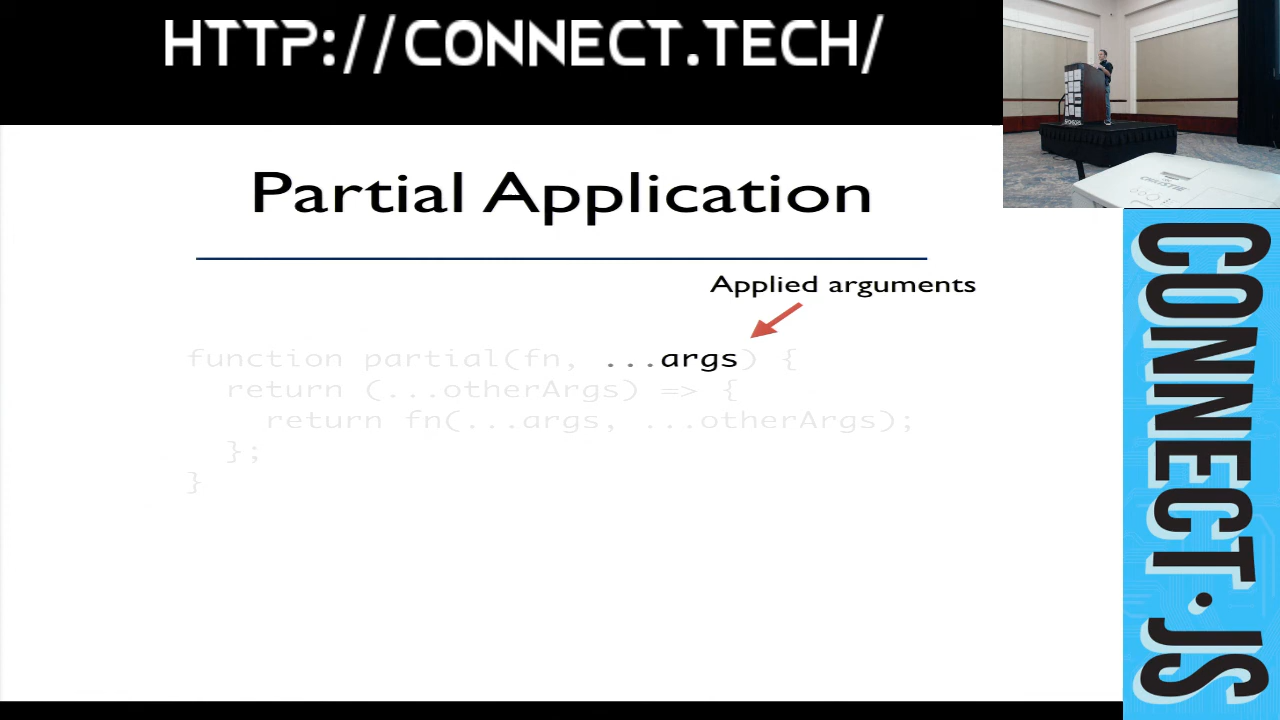 HTTP://CONNECT.TECH/
Partial Application
Applied arguments
function partial(fn, ...args) {
return (...otherArgs) => {
return fn(...args, ...otherArgs);
};
}
CONNECT.JS
CHRISTIE